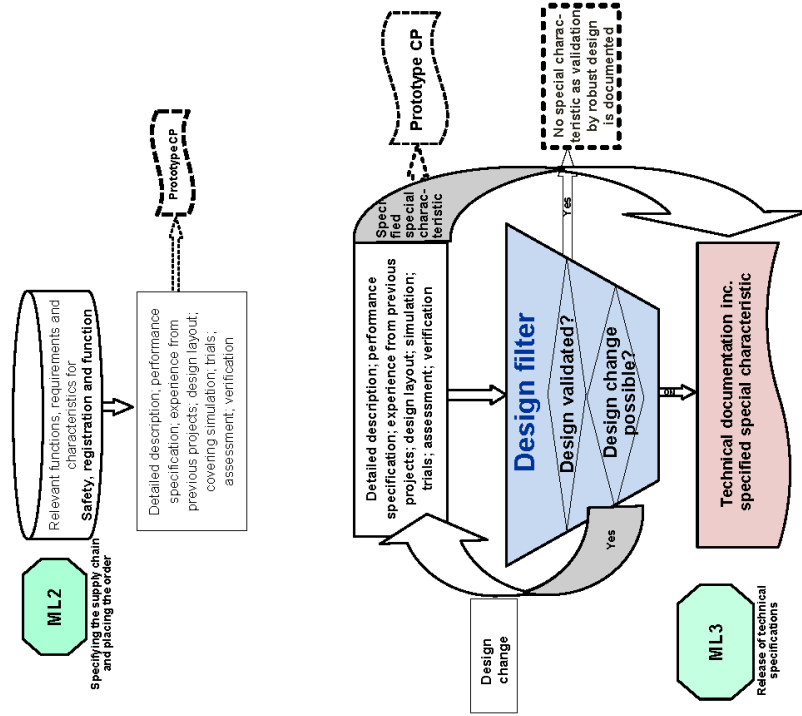 ML2
Specifying the supply chain
and placing the order
Relevant functions, requirements and
characteristics for
Safety, registration and function
Detailed description; performance
specification; experience from
previous projects; design layout;
covering simulation; trials;
assessment; verification
Prototype CP
Design
change
Detailed description; performance
specification; experience from previous
projects; design layout; simulation;
trials; assessment; verification
Speci-
fied
special
charac-
teristic
Prototype CP
Design filter
Design validated?
Design change
possible?
Yes
Yes
No special charac-
teristic as validation
by robust design
is documented
ML3
Release of technical
specifications
Technical documentation inc.
specified special characteristic